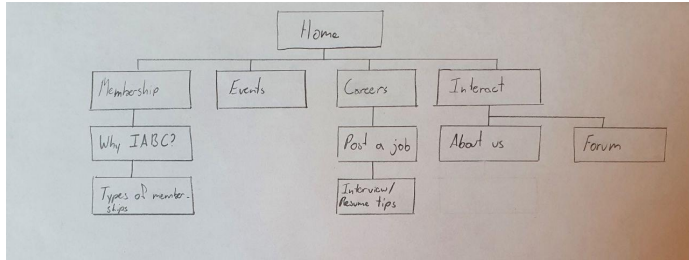 Home
Membership
Events
Careers
Interact
Why IABC?
Post a job
About us
Forum
Types of member-
ships
Interview/
Resume tips